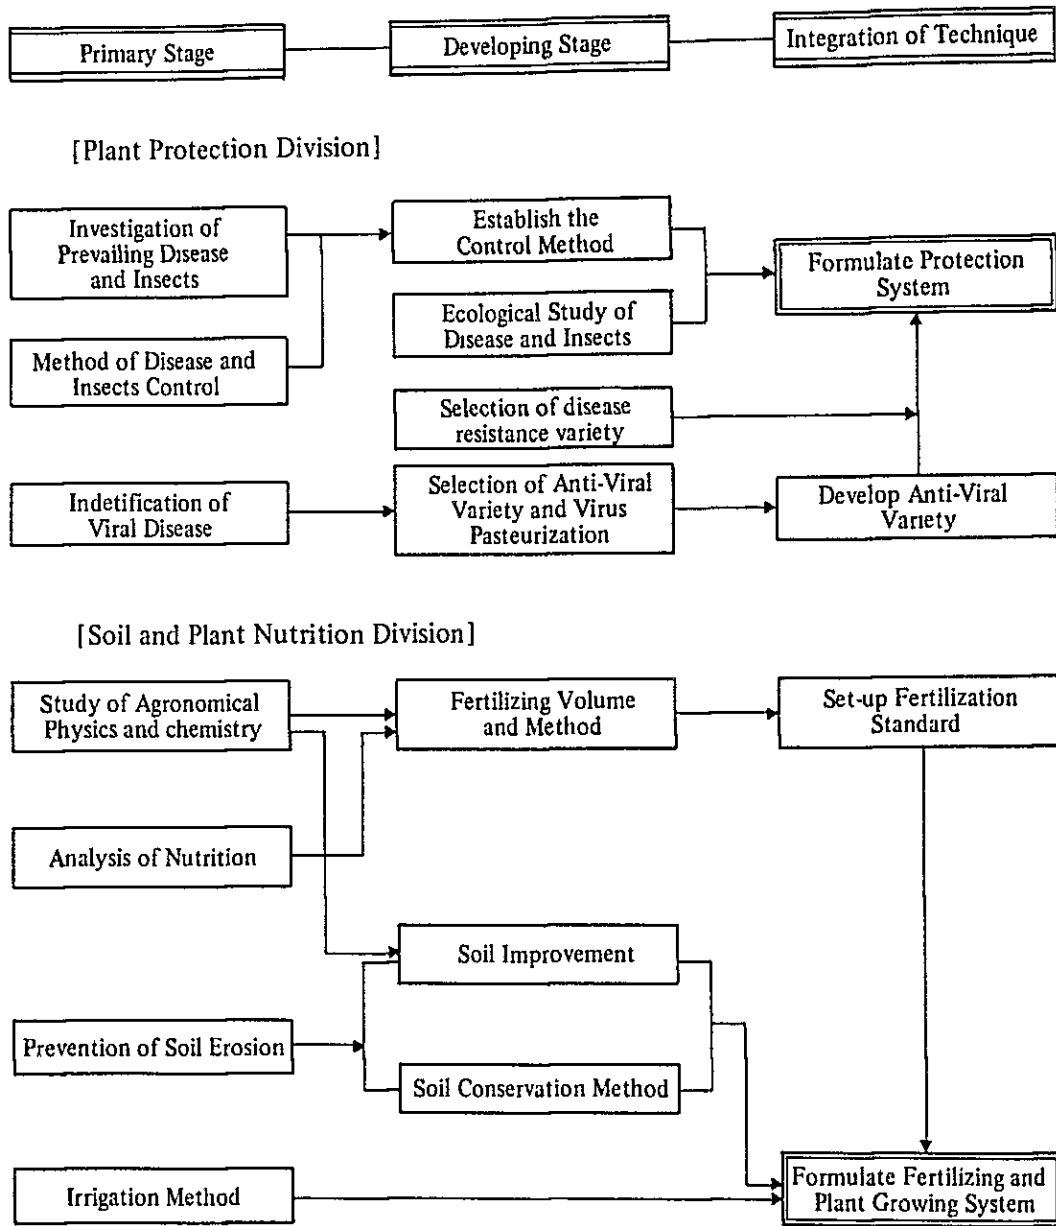 Primary Stage
Developing Stage
Integration of Technique
[Plant Protection Division]
Investigation of
Prevailing Disease
and Insects
Establish the
Control Method
Formulate Protection
System
Ecological Study of
Disease and Insects
Method of Disease and
Insects Control
Selection of disease
resistance variety
Indetification of
Viral Disease
Selection of Anti-Viral
Variety and Virus
Pasteurization
Develop Anti-Viral
Variety
[Soil and Plant Nutrition Division]
Study of Agronomical
Physics and chemistry
Fertilizing Volume
and Method
Set-up Fertilization
Standard
Analysis of Nutrition
Soil Improvement
Prevention of Soil Erosion
Soil Conservation Method
Irrigation Method
Formulate Fertilizing and
Plant Growing System